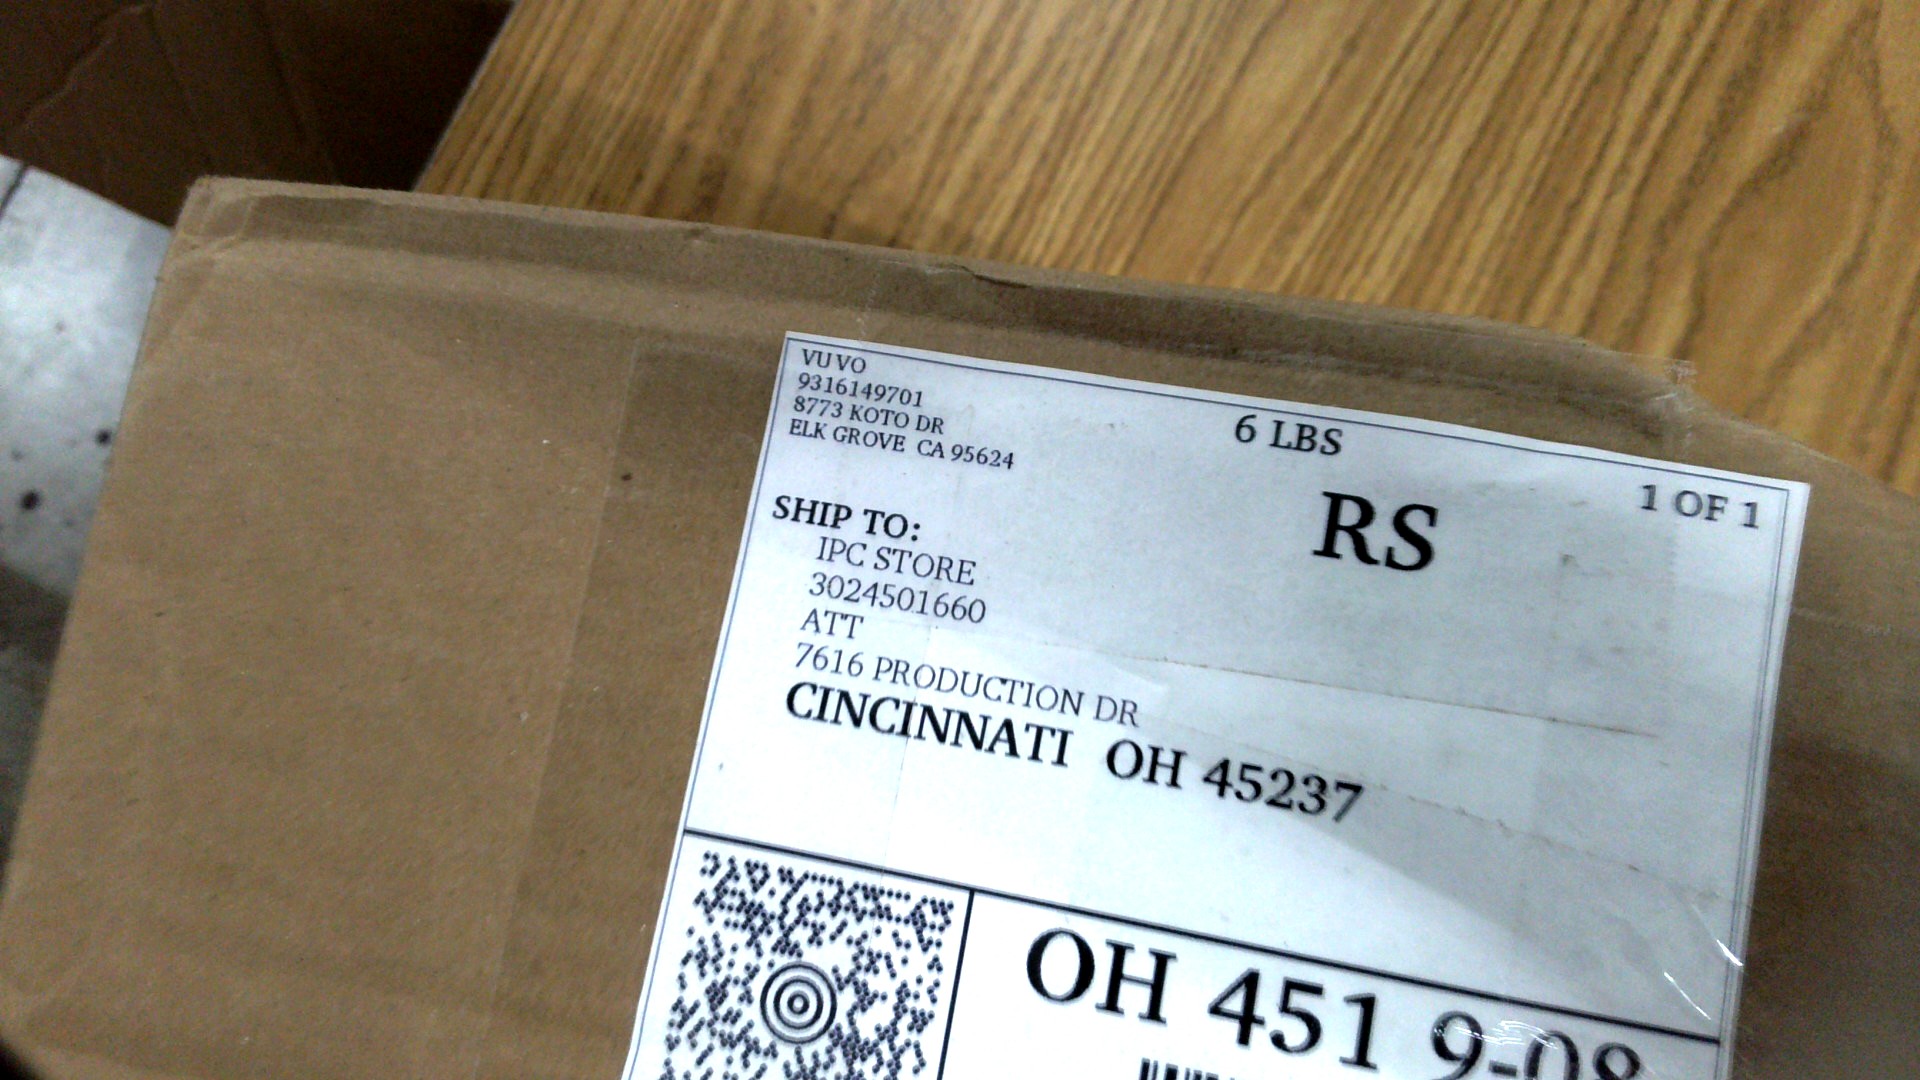 VU VO
9316149701
8773 KOTO DR
ELK GROVE CA 95624
6 LBS
1 OF 1
RS
SHIP TO:
IPC STORE
3024501660
ATT
7616 PRODUCTION DR
CINCINNATI OH 45237
OH 451 9-08